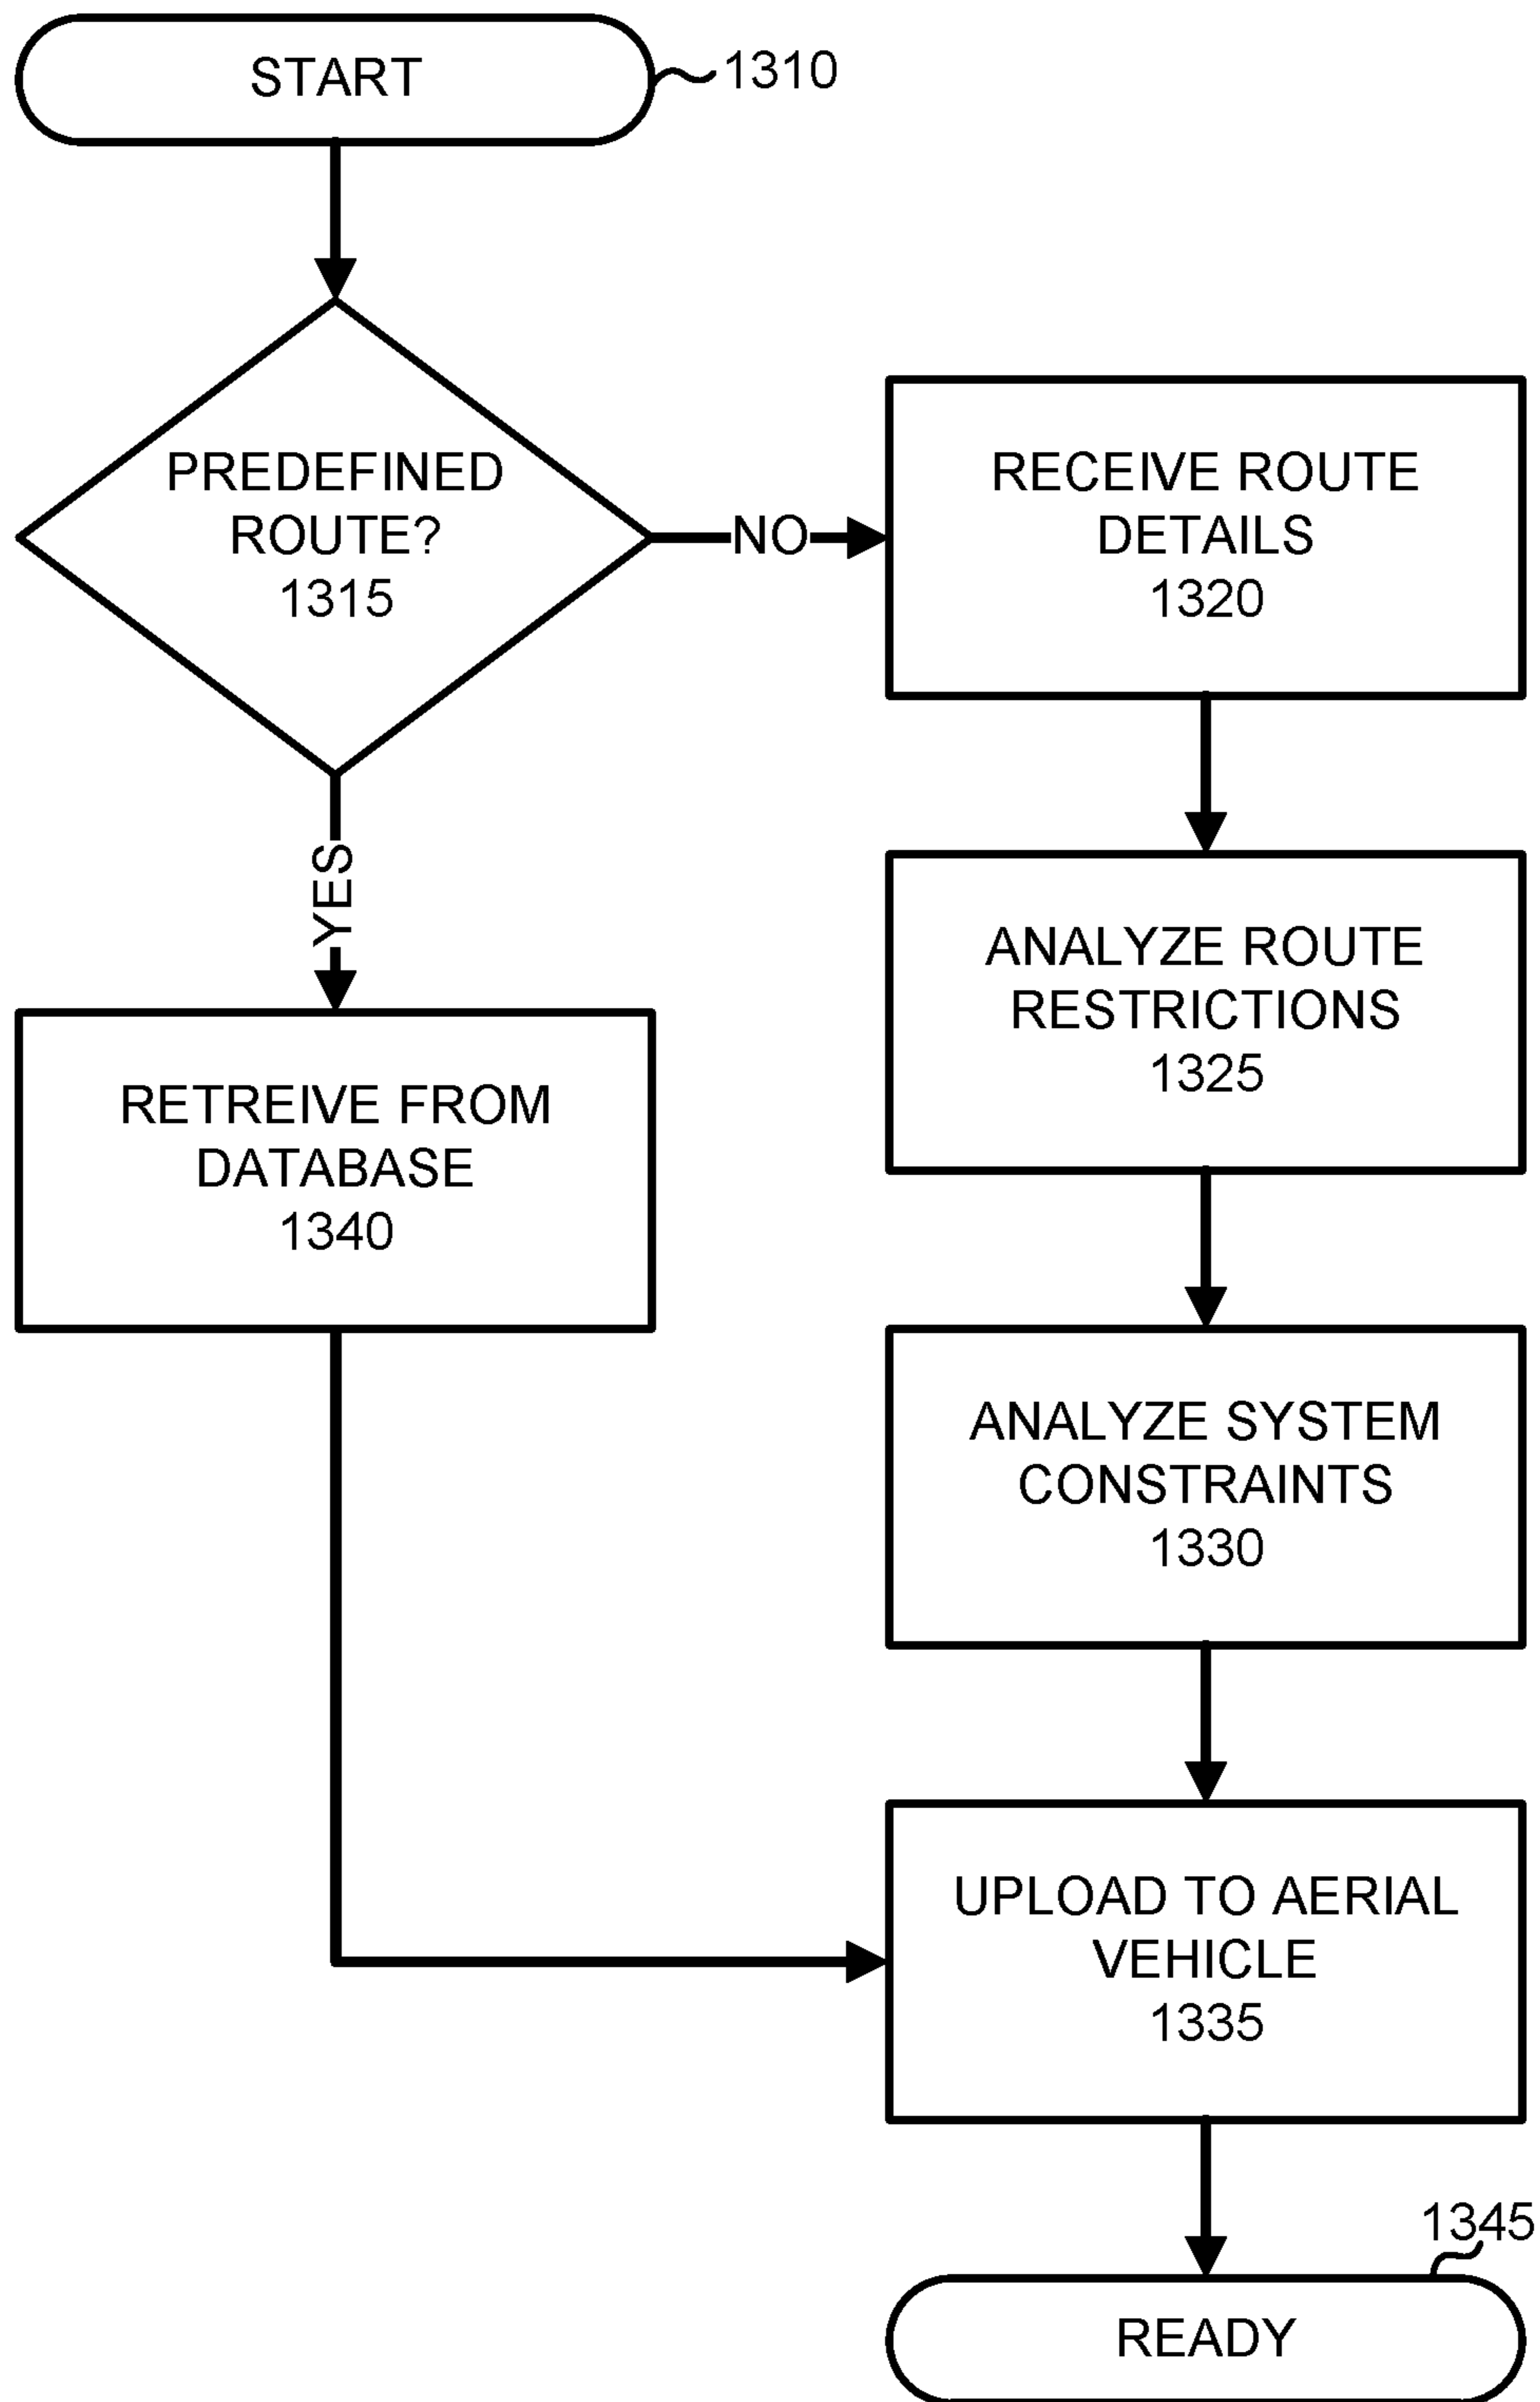 START
1310
PREDEFINED
ROUTE?
1315
NO
RECEIVE ROUTE
DETAILS
1320
YES
ANALYZE ROUTE
RESTRICTIONS
1325
RETREIVE FROM
DATABASE
1340
ANALYZE SYSTEM
CONSTRAINTS
1330
UPLOAD TO AERIAL
VEHICLE
1335
1345
READY